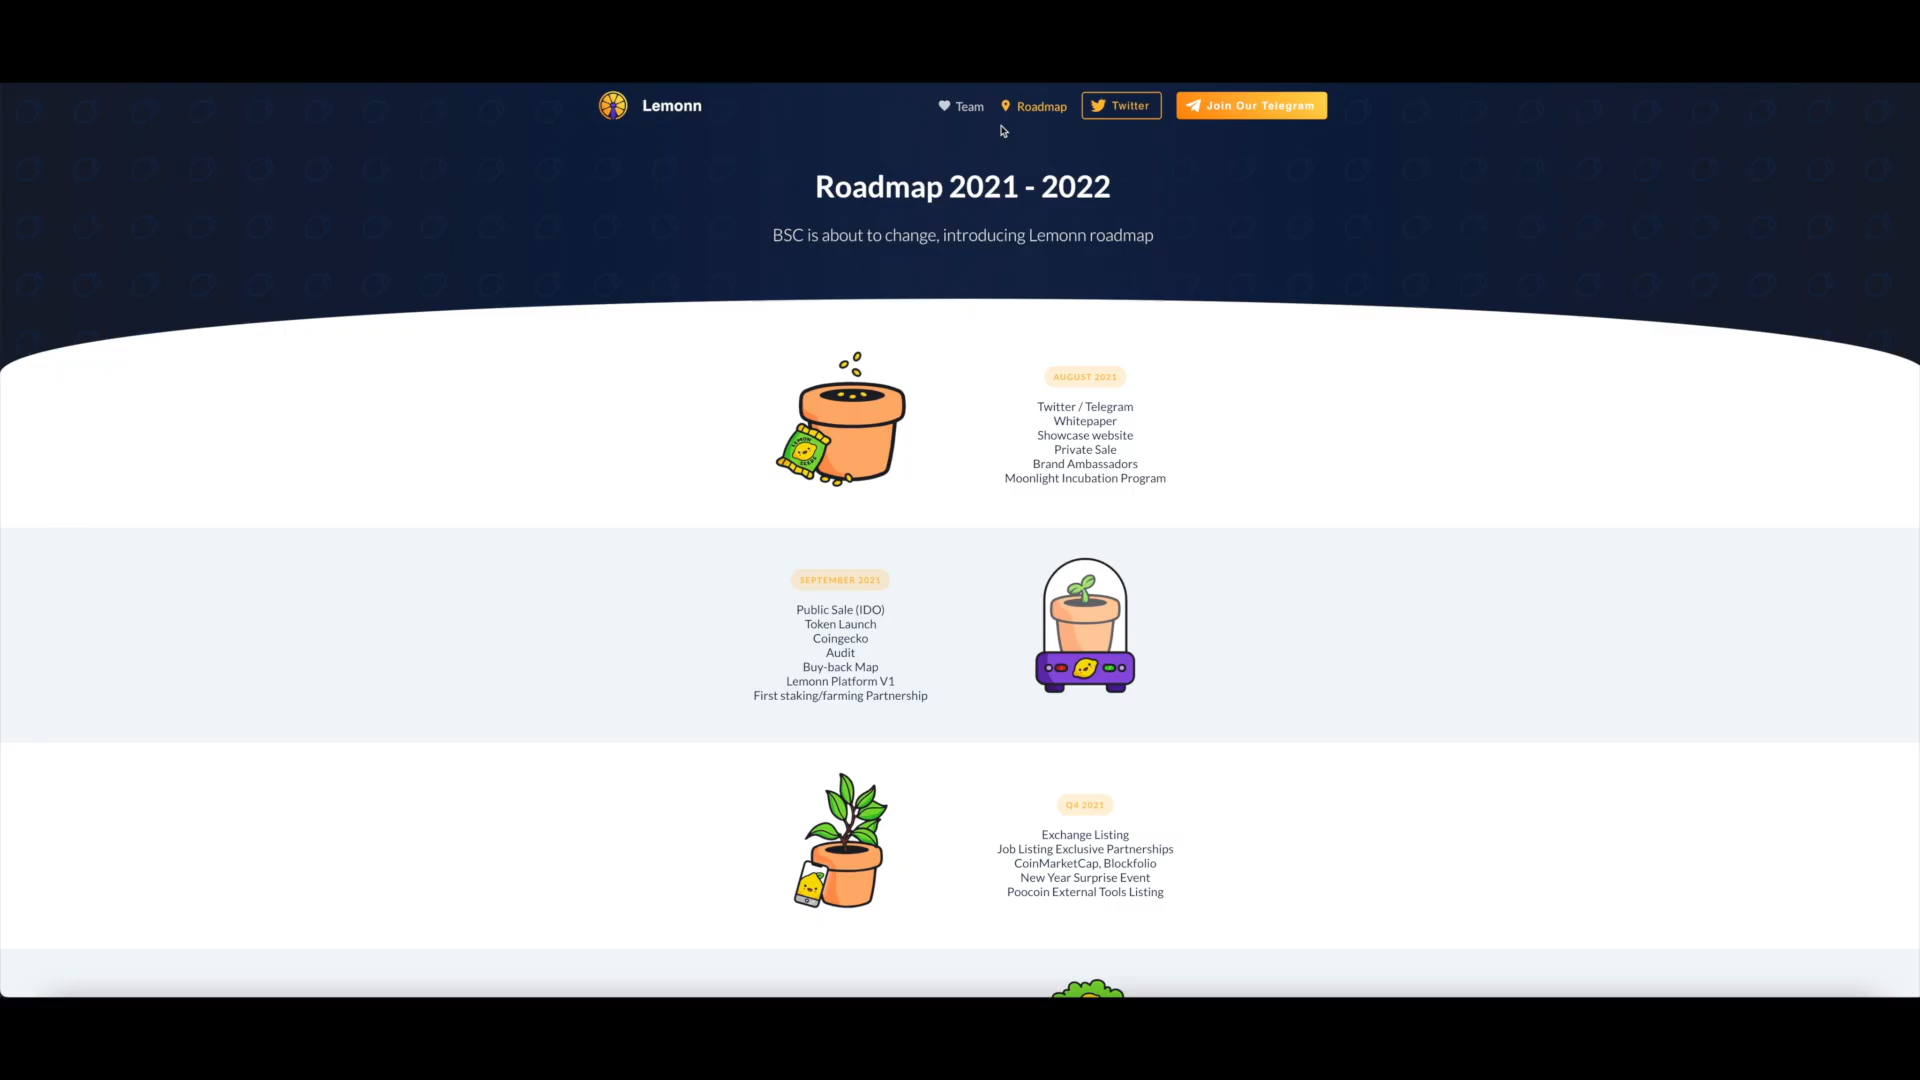 Lemonn
Team
Roadmap
Twitter
Join Our Telegram
Roadmap 2021 - 2022
BSC is about to change, introducing Lemonn roadmap
AUGUST 2021
Twitter / Telegram
Whitepaper
Showcase website
Private Sale
Brand Ambassadors
Moonlight Incubation Program
LEMON
SEEDS
SEPTEMBER 2021
Public Sale (IDO)
Token Launch
Coingecko
Audit
Buy-back Map
Lemonn Platform V1
First staking/farming Partnership
Q4 2021
Exchange Listing
Job Listing Exclusive Partnerships
CoinMarketCap, Blockfolio
New Year Surprise Event
Poocoin External Tools Listing